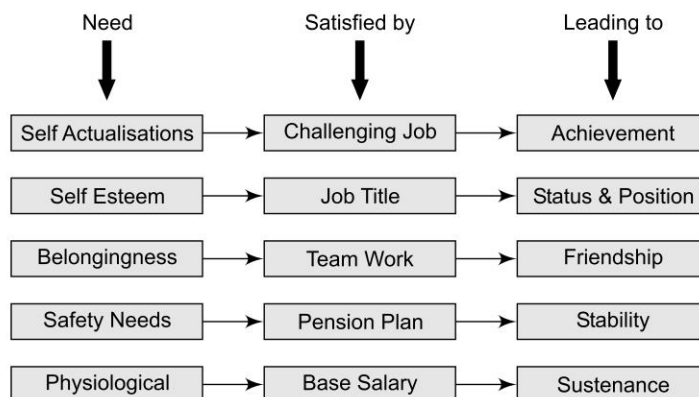 Need Satisfied by Leading to
Self Actualisations Challenging Job Achievement
Self Esteem Job Title Status & Position
Belongingness Team Work Friendship
Safety Needs Pension Plan Stability
Physiological Base Salary Sustenance